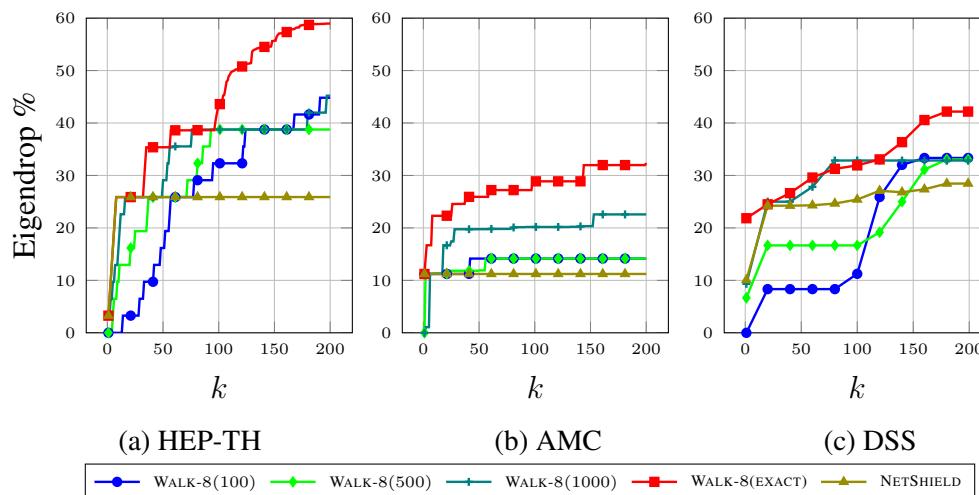 Eigendrop %
60
50
40
30
20
10
0
0 50 100 150 200
k
(a) HEP-TH
60
50
40
30
20
10
0
0 50 100 150 200
k
(b) AMC
60
50
40
30
20
10
0
0 50 100 150 200
k
(c) DSS
WALK-8(100) WALK-8(500) WALK-8(1000) WALK-8(EXACT) NETSHIELD